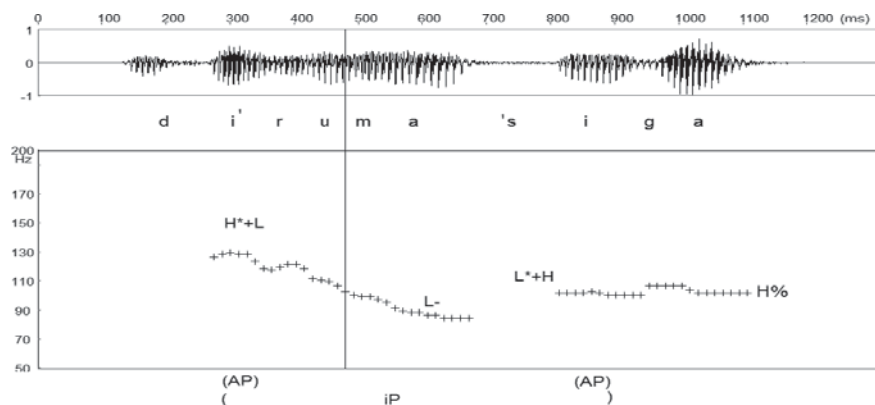 0 100 200 300 400 500 600 700 800 900 1000 1100 1200 (ms)
1
0
-1
d i' r u m a 's i g a
200
Hz
170
150
130
110
90
70
50
H*+L
L-
L*+H
H%
(AP) (AP)
( iP )